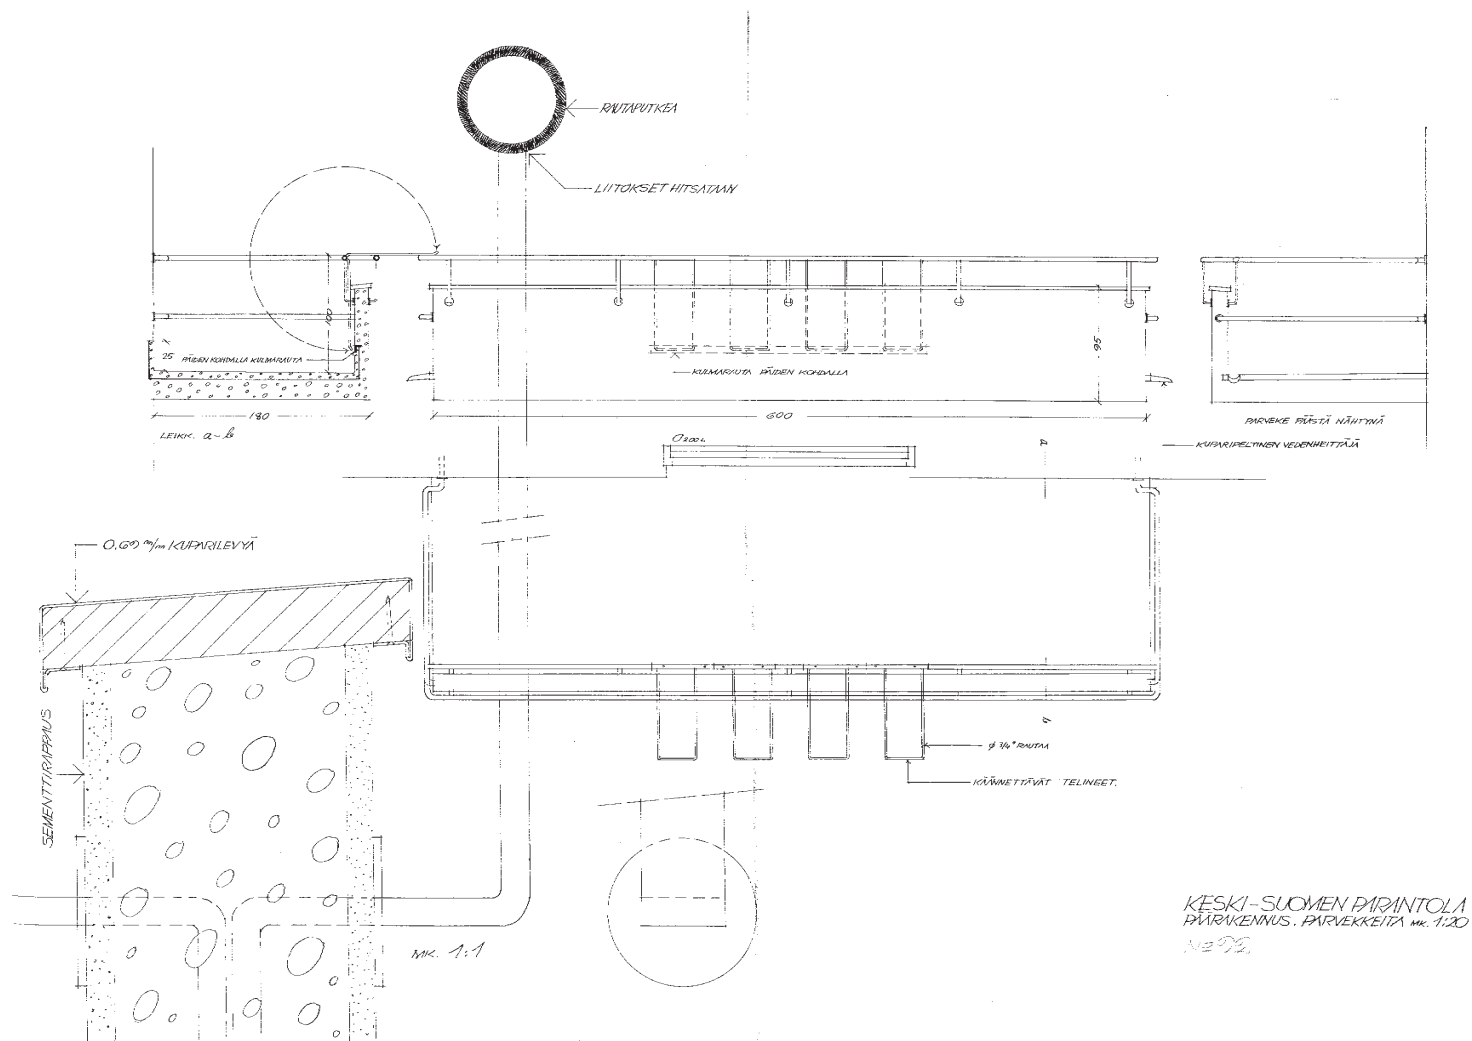 RAUTAPUTKEA
LIITOKSET HITSATAAN
100
25 PÄIDEN KOHDALLA KULMARAUTA
KULMARAUTA PÄIDEN KOHDALLA
95
180
600
LEIKK. a-b
PARVEKE PÄÄSTÄ NÄHTYNÄ
KUPARIPELTINEN VEDENHEITTÄJÄ
a
0,60 m/m KUPARILEVYÄ
SEMENTTIRAPPAUS
b
ø 3/4" RAUTAA
KÄÄNNETTÄVÄT TELINEET.
MK. 1:1
KESKI-SUOMEN PARANTOLA
PÄÄRAKENNUS. PARVEKKEITA MK. 1:20